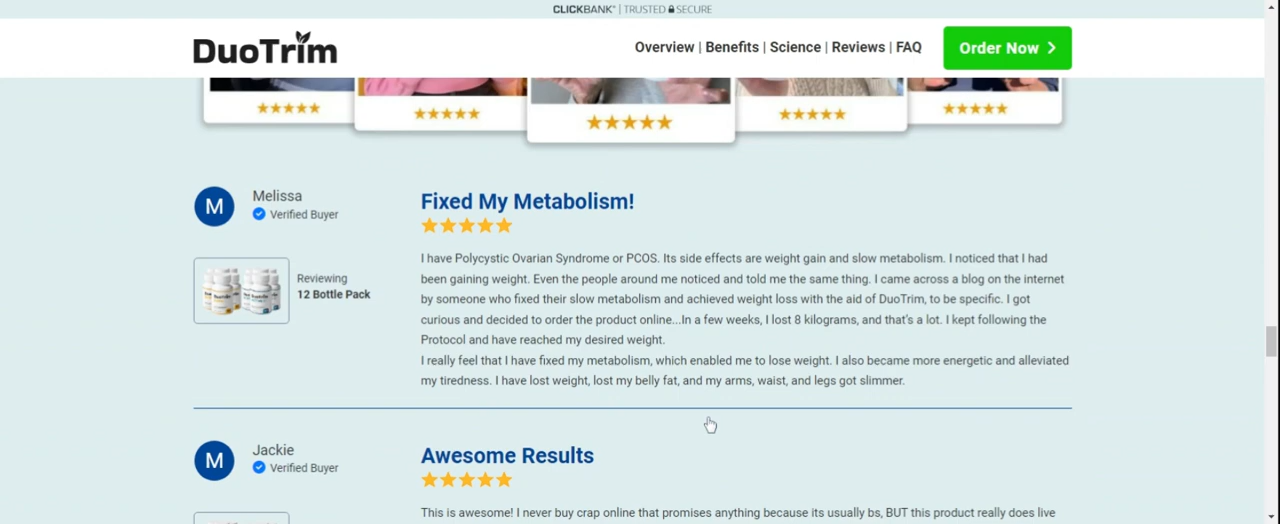 CLICKBANK | TRUSTED SECURE
DuoTrim
Overview | Benefits | Science | Reviews | FAQ
Order Now
M
Melissa
Verified Buyer
Fixed My Metabolism!
Reviewing
12 Bottle Pack
I have Polycystic Ovarian Syndrome or PCOS. Its side effects are weight gain and slow metabolism. I noticed that I had
been gaining weight. Even the people around me noticed and told me the same thing. I came across a blog on the internet
by someone who fixed their slow metabolism and achieved weight loss with the aid of DuoTrim, to be specific. I got
curious and decided to order the product online...In a few weeks, I lost 8 kilograms, and that's a lot. I kept following the
Protocol and have reached my desired weight.
I really feel that I have fixed my metabolism, which enabled me to lose weight. I also became more energetic and alleviated
my tiredness. I have lost weight, lost my belly fat, and my arms, waist, and legs got slimmer.
M
Jackie
Verified Buyer
Awesome Results
This is awesome! I never buy crap online that promises anything because its usually bs, BUT this product really does live